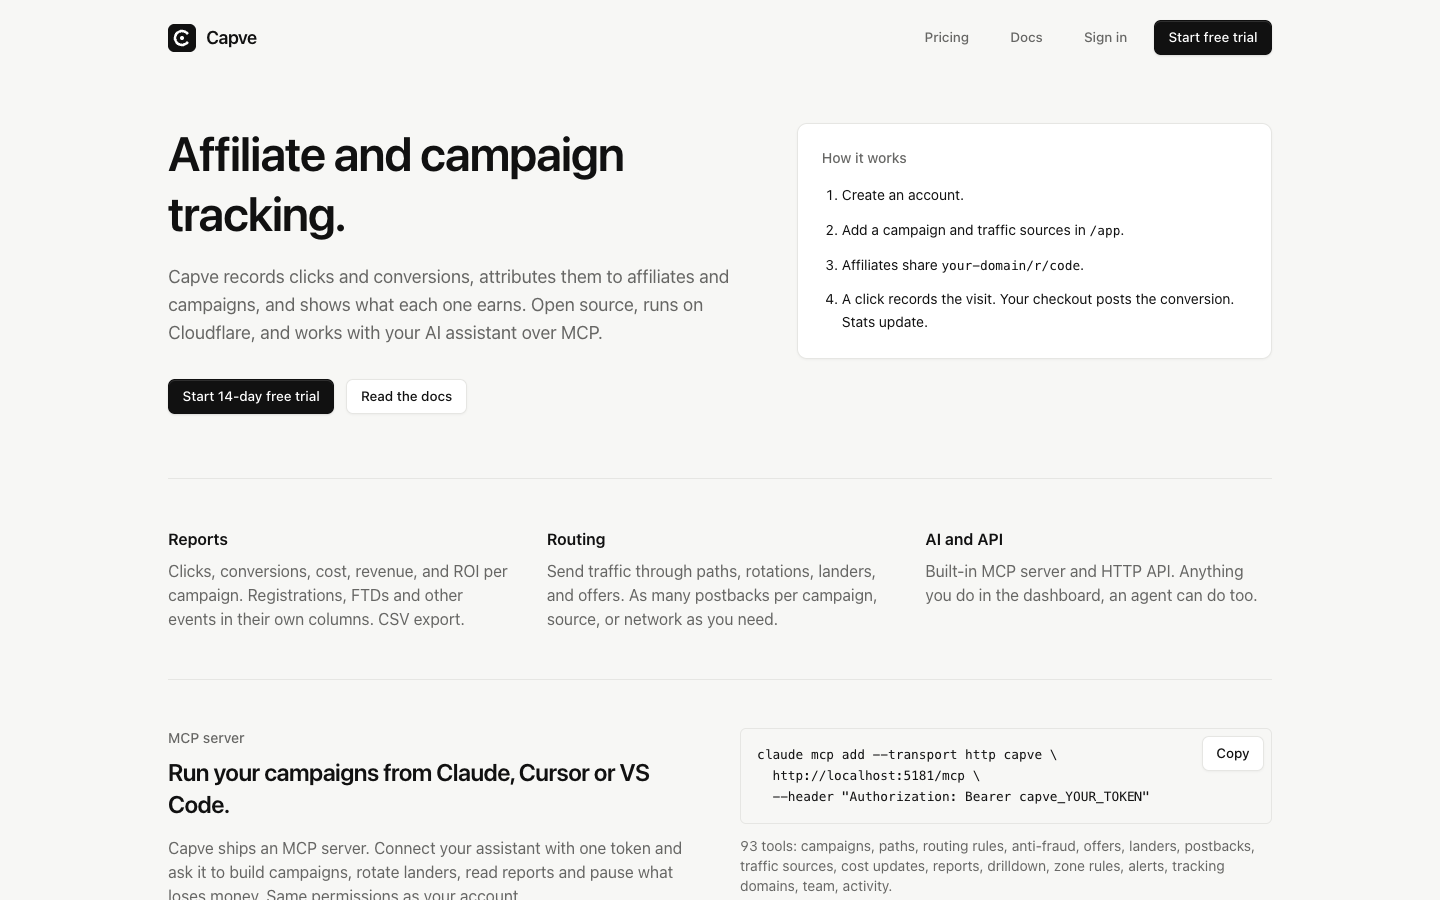 Capve
Pricing
Docs
Sign in
Start free trial
Affiliate and campaign
tracking.
Capve records clicks and conversions, attributes them to affiliates and
campaigns, and shows what each one earns. Open source, runs on
Cloudflare, and works with your AI assistant over MCP.
Start 14-day free trial
Read the docs
How it works
1. Create an account.
2. Add a campaign and traffic sources in /app.
3. Affiliates share your-domain/r/code.
4. A click records the visit. Your checkout posts the conversion.
Stats update.
Reports
Clicks, conversions, cost, revenue, and ROI per
campaign. Registrations, FTDs and other
events in their own columns. CSV export.
Routing
Send traffic through paths, rotations, landers,
and offers. As many postbacks per campaign,
source, or network as you need.
AI and API
Built-in MCP server and HTTP API. Anything
you do in the dashboard, an agent can do too.
MCP server
Run your campaigns from Claude, Cursor or VS
Code.
Capve ships an MCP server. Connect your assistant with one token and
ask it to build campaigns, rotate landers, read reports and pause what
loses money. Same permissions as your account.
claude mcp add --transport http capve \
http://localhost:5181/mcp \
--header "Authorization: Bearer capve_YOUR_TOKEN"
Copy
93 tools: campaigns, paths, routing rules, anti-fraud, offers, landers, postbacks,
traffic sources, cost updates, reports, drilldown, zone rules, alerts, tracking
domains, team, activity.